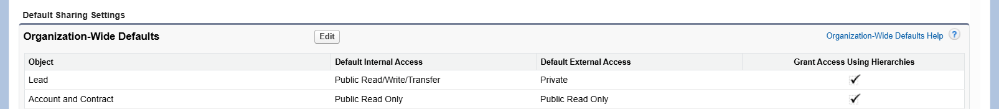 Default Sharing Settings
Organization-Wide Defaults Edit Organization-Wide Defaults Help ?
Object Default Internal Access Default External Access Grant Access Using Hierarchies
Lead Public Read/Write/Transfer Private ✓
Account and Contract Public Read Only Public Read Only ✓